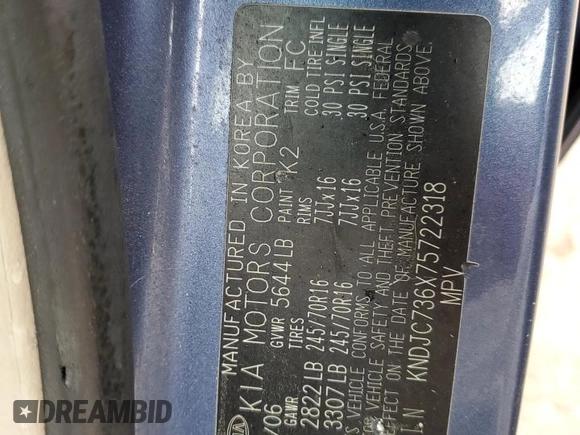 MANUFACTURED IN KOREA BY
KIA MOTORS CORPORATION
/06 GVWR 5644LB PAINT K2 TRIM FC
GAWR TIRES RIMS COLD TIRE INFL
2822LB 245/70R16 7JJx16 30 PSI SINGLE
3307LB 245/70R16 7JJx16 30 PSI SINGLE
S VEHICLE CONFORMS TO ALL APPLICABLE U.S.A. FEDERAL
VEHICLE SAFETY AND THEFT PREVENTION STANDARDS
EFFECT ON THE DATE OF MANUFACTURE SHOWN ABOVE.
I.N KNDJC736X75722318
MPV
DREAMBID